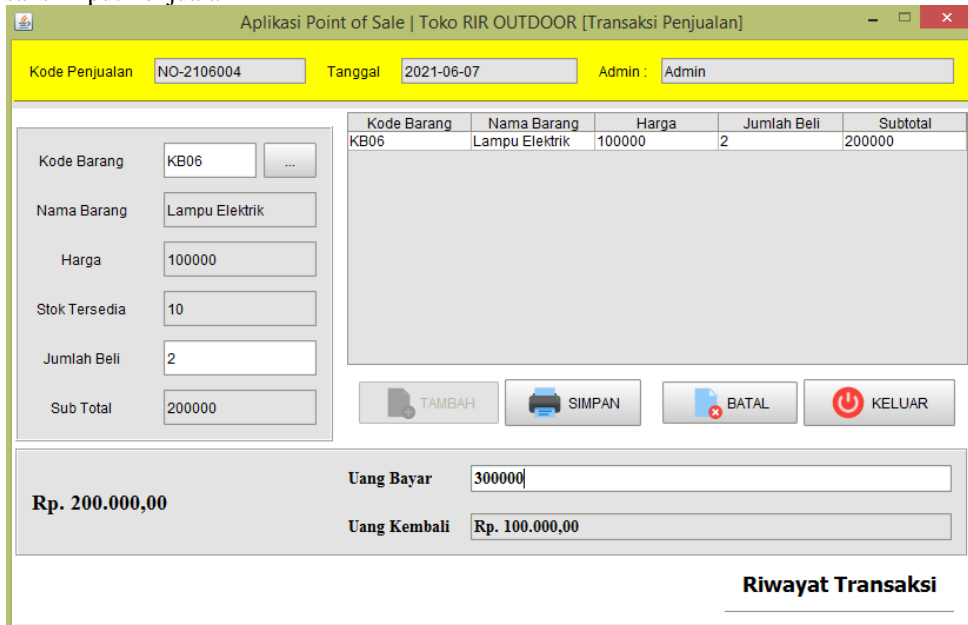 Aplikasi Point of Sale | Toko RIR OUTDOOR [Transaksi Penjualan]
Kode Penjualan NO-2106004 Tanggal 2021-06-07 Admin : Admin
Kode Barang Nama Barang Harga Jumlah Beli Subtotal
KB06 Lampu Elektrik 100000 2 200000
Kode Barang KB06 ...
Nama Barang Lampu Elektrik
Harga 100000
Stok Tersedia 10
Jumlah Beli 2
Sub Total 200000
TAMBAH SIMPAN BATAL KELUAR
Rp. 200.000,00
Uang Bayar 300000
Uang Kembali Rp. 100.000,00
Riwayat Transaksi